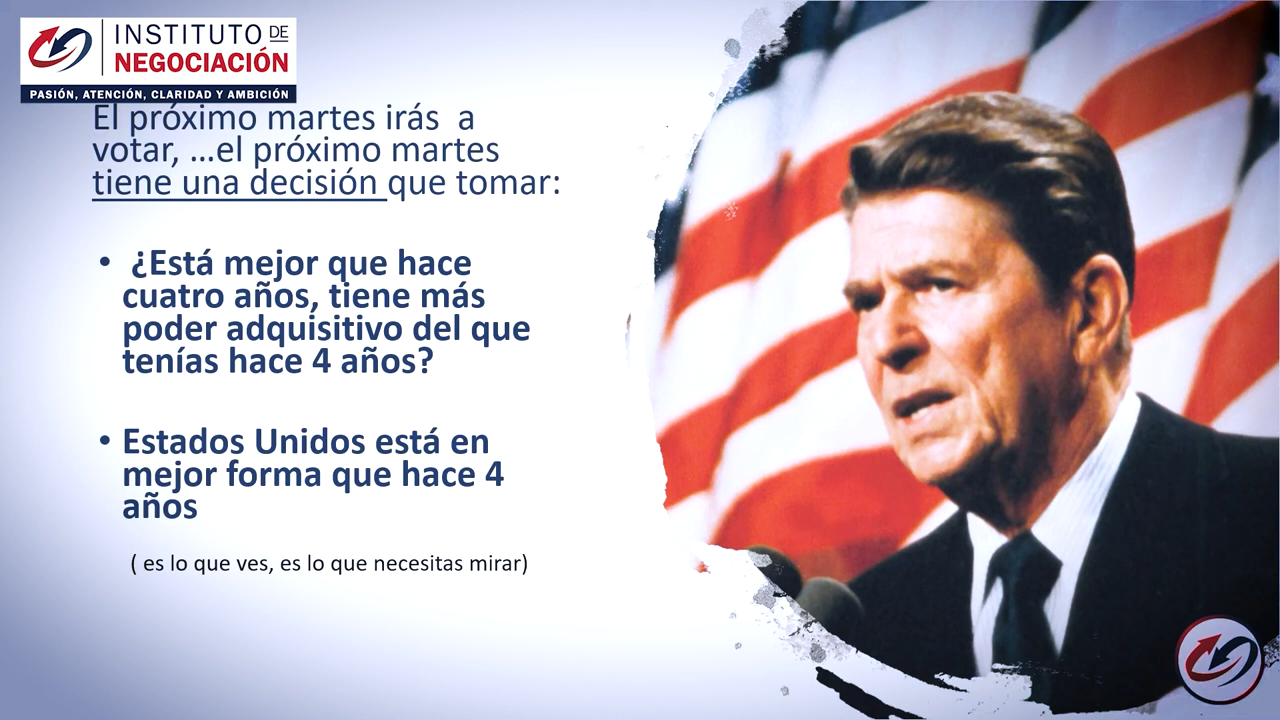 INSTITUTO DE
NEGOCIACIÓN
PASIÓN, ATENCIÓN, CLARIDAD Y AMBICIÓN
El próximo martes irás  a
votar, ...el próximo martes
tiene una decisión que tomar:
• ¿Está mejor que hace
cuatro años, tiene más
poder adquisitivo del que
tenías hace 4 años?
• Estados Unidos está en
mejor forma que hace 4
años
( es lo que ves, es lo que necesitas mirar)